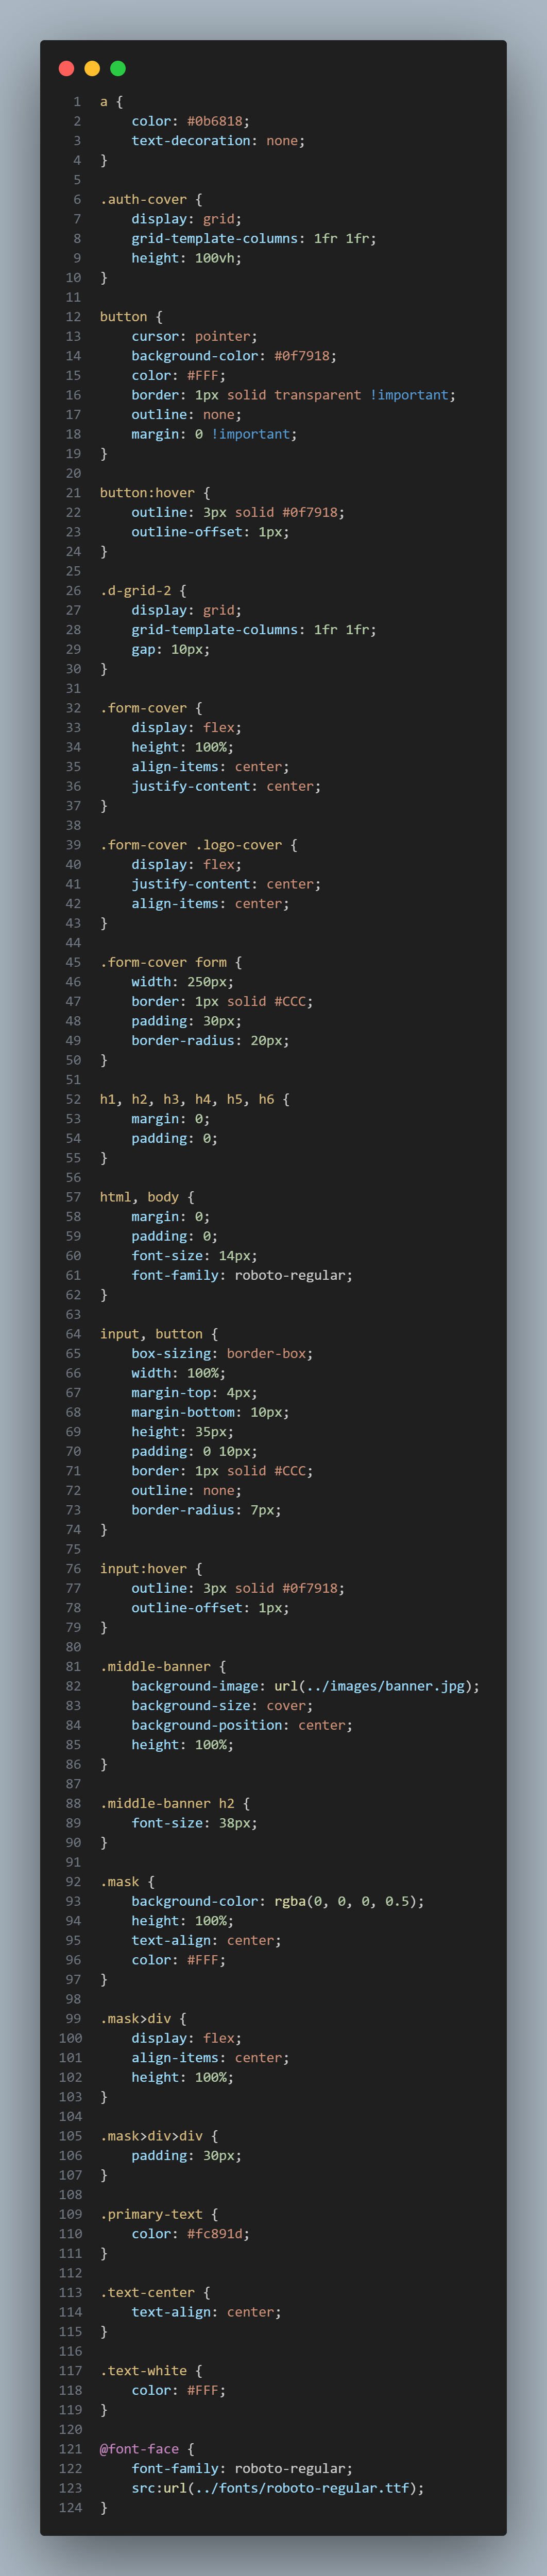 1 a {
2     color: #0b6818;
3     text-decoration: none;
4 }
5
6 .auth-cover {
7     display: grid;
8     grid-template-columns: 1fr 1fr;
9     height: 100vh;
10 }
11
12 button {
13     cursor: pointer;
14     background-color: #0f7918;
15     color: #FFF;
16     border: 1px solid transparent !important;
17     outline: none;
18     margin: 0 !important;
19 }
20
21 button:hover {
22     outline: 3px solid #0f7918;
23     outline-offset: 1px;
24 }
25
26 .d-grid-2 {
27     display: grid;
28     grid-template-columns: 1fr 1fr;
29     gap: 10px;
30 }
31
32 .form-cover {
33     display: flex;
34     height: 100%;
35     align-items: center;
36     justify-content: center;
37 }
38
39 .form-cover .logo-cover {
40     display: flex;
41     justify-content: center;
42     align-items: center;
43 }
44
45 .form-cover form {
46     width: 250px;
47     border: 1px solid #CCC;
48     padding: 30px;
49     border-radius: 20px;
50 }
51
52 h1, h2, h3, h4, h5, h6 {
53     margin: 0;
54     padding: 0;
55 }
56
57 html, body {
58     margin: 0;
59     padding: 0;
60     font-size: 14px;
61     font-family: roboto-regular;
62 }
63
64 input, button {
65     box-sizing: border-box;
66     width: 100%;
67     margin-top: 4px;
68     margin-bottom: 10px;
69     height: 35px;
70     padding: 0 10px;
71     border: 1px solid #CCC;
72     outline: none;
73     border-radius: 7px;
74 }
75
76 input:hover {
77     outline: 3px solid #0f7918;
78     outline-offset: 1px;
79 }
80
81 .middle-banner {
82     background-image: url(../images/banner.jpg);
83     background-size: cover;
84     background-position: center;
85     height: 100%;
86 }
87
88 .middle-banner h2 {
89     font-size: 38px;
90 }
91
92 .mask {
93     background-color: rgba(0, 0, 0, 0.5);
94     height: 100%;
95     text-align: center;
96     color: #FFF;
97 }
98
99 .mask>div {
100     display: flex;
101     align-items: center;
102     height: 100%;
103 }
104
105 .mask>div>div {
106     padding: 30px;
107 }
108
109 .primary-text {
110     color: #fc891d;
111 }
112
113 .text-center {
114     text-align: center;
115 }
116
117 .text-white {
118     color: #FFF;
119 }
120
121 @font-face {
122     font-family: roboto-regular;
123     src:url(../fonts/roboto-regular.ttf);
124 }